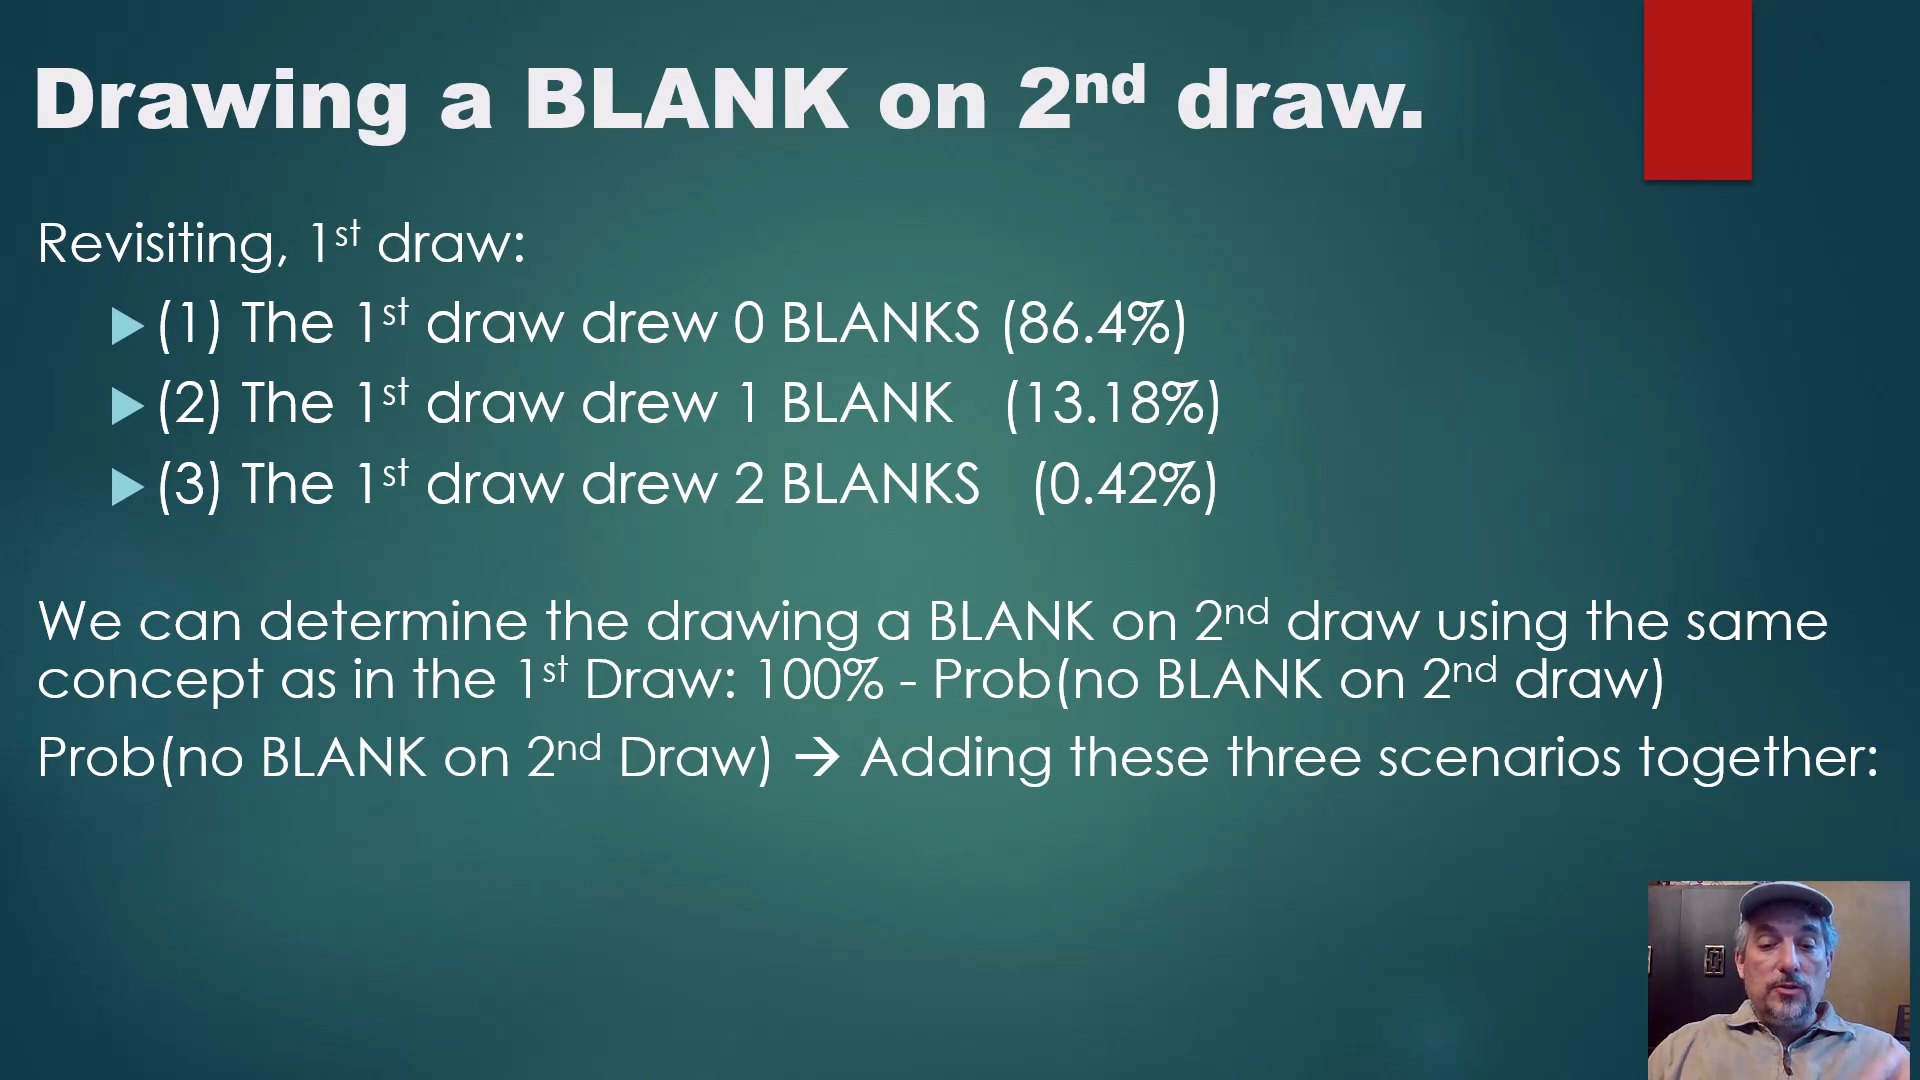 Drawing a BLANK on 2nd draw.
Revisiting, 1st draw:
(1) The 1st draw drew 0 BLANKS (86.4%)
(2) The 1st draw drew 1 BLANK (13.18%)
(3) The 1st draw drew 2 BLANKS (0.42%)
We can determine the drawing a BLANK on 2nd draw using the same
concept as in the 1st Draw: 100% - Prob(no BLANK on 2nd draw)
Prob(no BLANK on 2nd Draw) → Adding these three scenarios together: